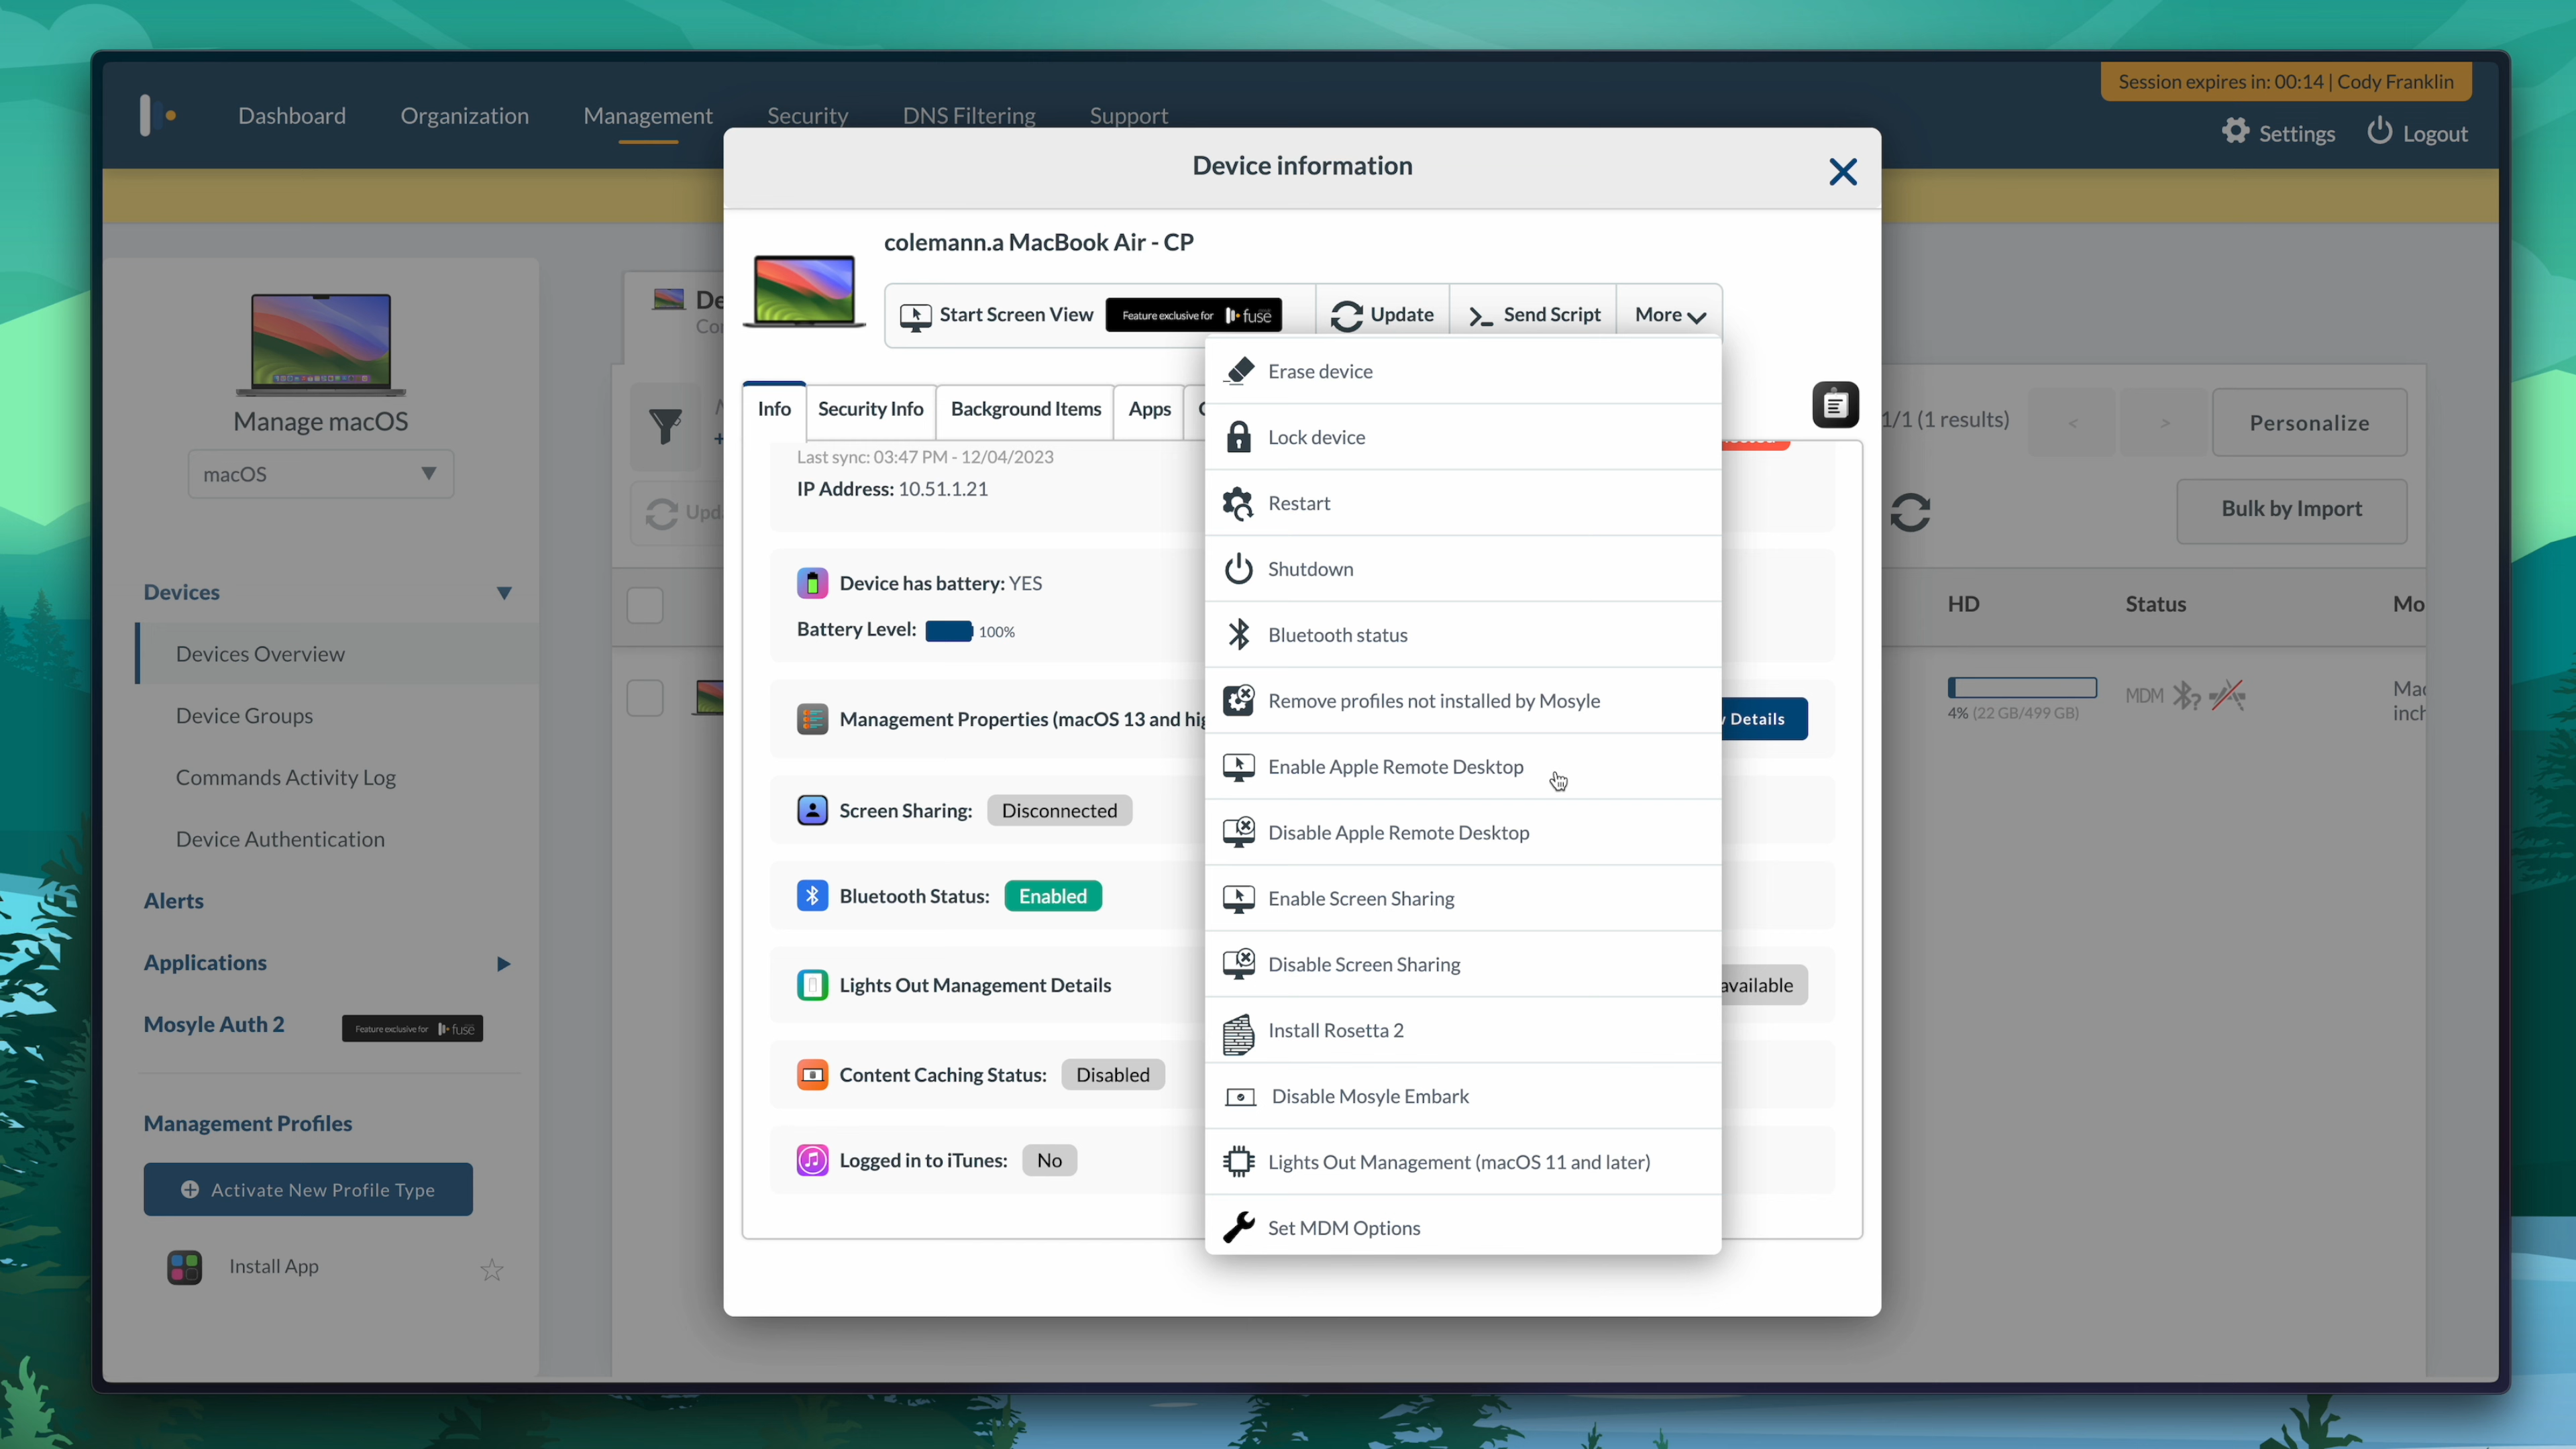 Session expires in: 00:14 | Cody Franklin
Dashboard
Organization
Management
Security
DNS Filtering
Support
Settings
Logout
Device information
colemann.a MacBook Air - CP
Start Screen View
Feature exclusive for fuse
Update
Send Script
More
Info
Security Info
Background Items
Apps
Last sync: 03:47 PM - 12/04/2023
IP Address: 10.51.1.21
Device has battery: YES
Battery Level: 100%
Management Properties (macOS 13 and hig
Details
Screen Sharing: Disconnected
Bluetooth Status: Enabled
Lights Out Management Details
available
Content Caching Status: Disabled
Logged in to iTunes: No
Erase device
Lock device
Restart
Shutdown
Bluetooth status
Remove profiles not installed by Mosyle
Enable Apple Remote Desktop
Disable Apple Remote Desktop
Enable Screen Sharing
Disable Screen Sharing
Install Rosetta 2
Disable Mosyle Embark
Lights Out Management (macOS 11 and later)
Set MDM Options
Manage macOS
macOS
Devices
Devices Overview
Device Groups
Commands Activity Log
Device Authentication
Alerts
Applications
Mosyle Auth 2
Feature exclusive for fuse
Management Profiles
Activate New Profile Type
Install App
De
Co
Upd
1/1 (1 results)
<
>
Personalize
Bulk by Import
HD
Status
Mo
4% (22 GB/499 GB)
MDM
?
Mac
inch